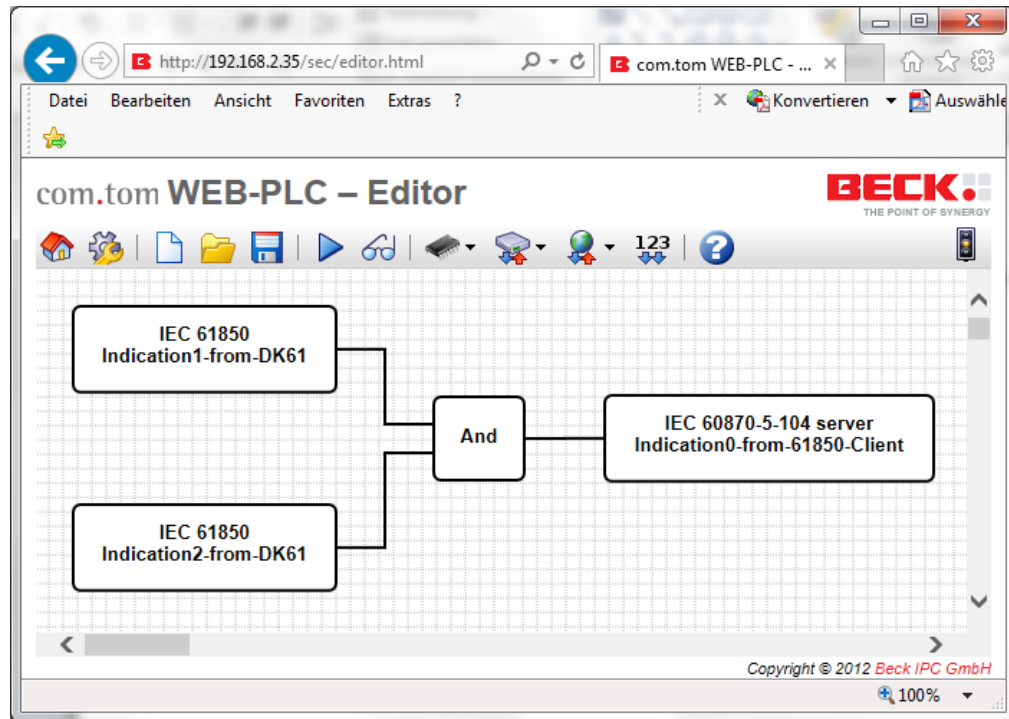 http://192.168.2.35/sec/editor.html
com.tom WEB-PLC - ...
Datei Bearbeiten Ansicht Favoriten Extras ?
x Konvertieren Auswähle
com.tom WEB-PLC – Editor
BECK
THE POINT OF SYNERGY
123
?
IEC 61850
Indication1-from-DK61
And
IEC 60870-5-104 server
Indication0-from-61850-Client
IEC 61850
Indication2-from-DK61
Copyright © 2012 Beck IPC GmbH
100%